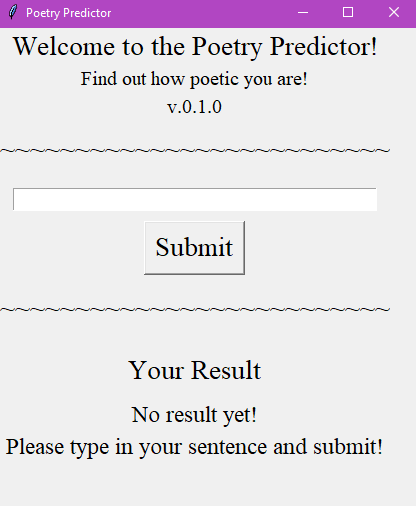 Poetry Predictor
Welcome to the Poetry Predictor!
Find out how poetic you are!
v.0.1.0
~~~~~~~~~~~~~~~~~~~~~~~~~~
Submit
~~~~~~~~~~~~~~~~~~~~~~~~~~
Your Result
No result yet!
Please type in your sentence and submit!